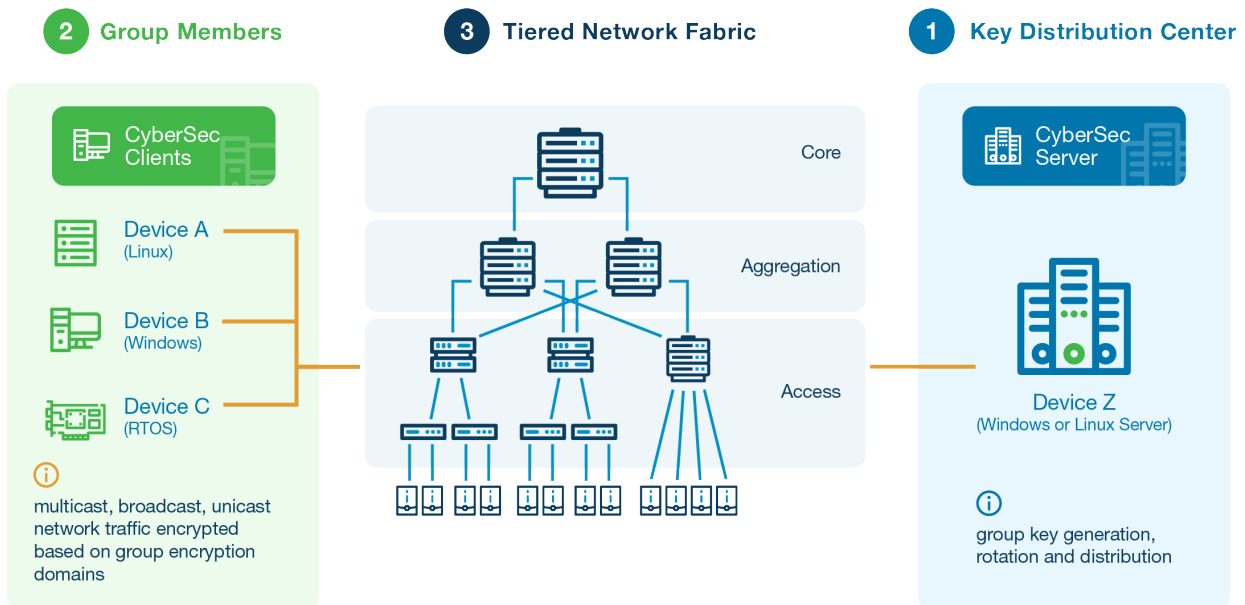 2 Group Members
3 Tiered Network Fabric
1 Key Distribution Center
CyberSec
Clients
Device A
(Linux)
Device B
(Windows)
Device C
(RTOS)
i
multicast, broadcast, unicast
network traffic encrypted
based on group encryption
domains
Core
Aggregation
Access
CyberSec
Server
Device Z
(Windows or Linux Server)
i
group key generation,
rotation and distribution